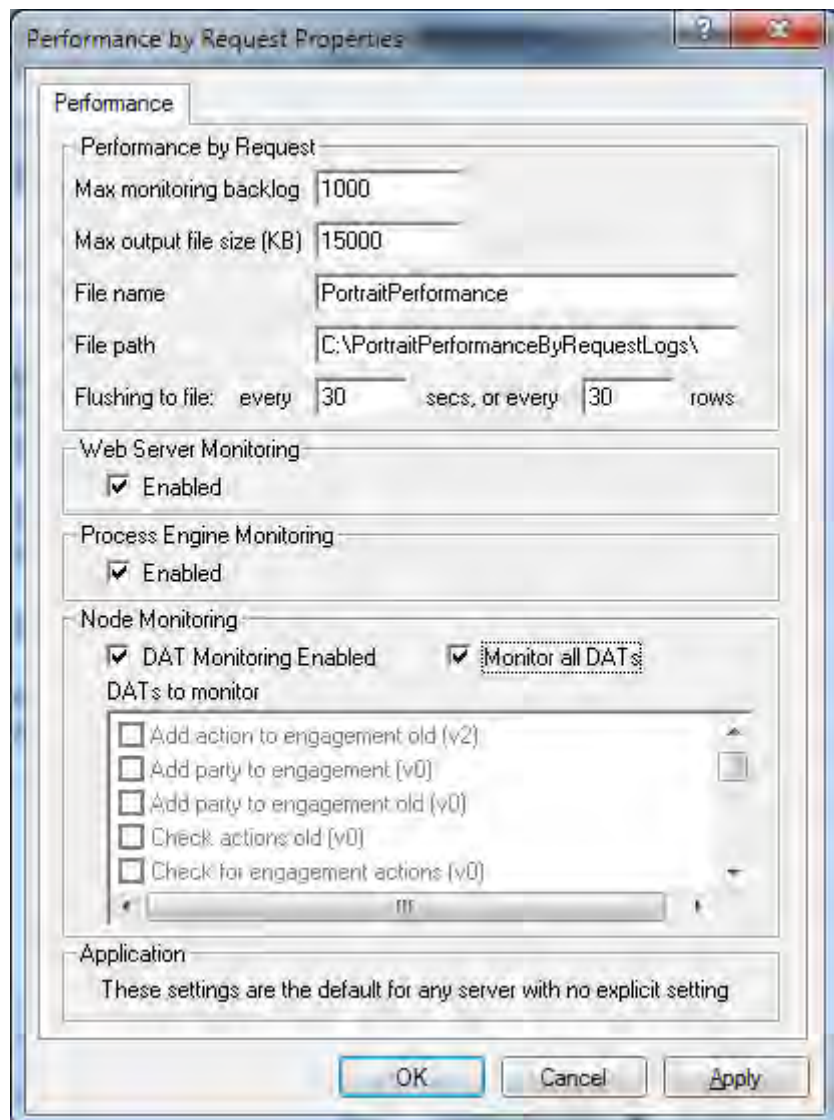 Performance by Request Properties
?
Performance
Performance by Request
Max monitoring backlog 1000
Max output file size (KB) 15000
File name PortraitPerformance
File path C:\PortraitPerformanceByRequestLogs\
Flushing to file: every 30 secs, or every 30 rows
Web Server Monitoring
Enabled
Process Engine Monitoring
Enabled
Node Monitoring
DAT Monitoring Enabled Monitor all DATs
DATs to monitor
Add action to engagement old (v2)
Add party to engagement (v0)
Add party to engagement old (v0)
Check actions old (v0)
Check for engagement actions (v0)
Application
These settings are the default for any server with no explicit setting
OK Cancel Apply